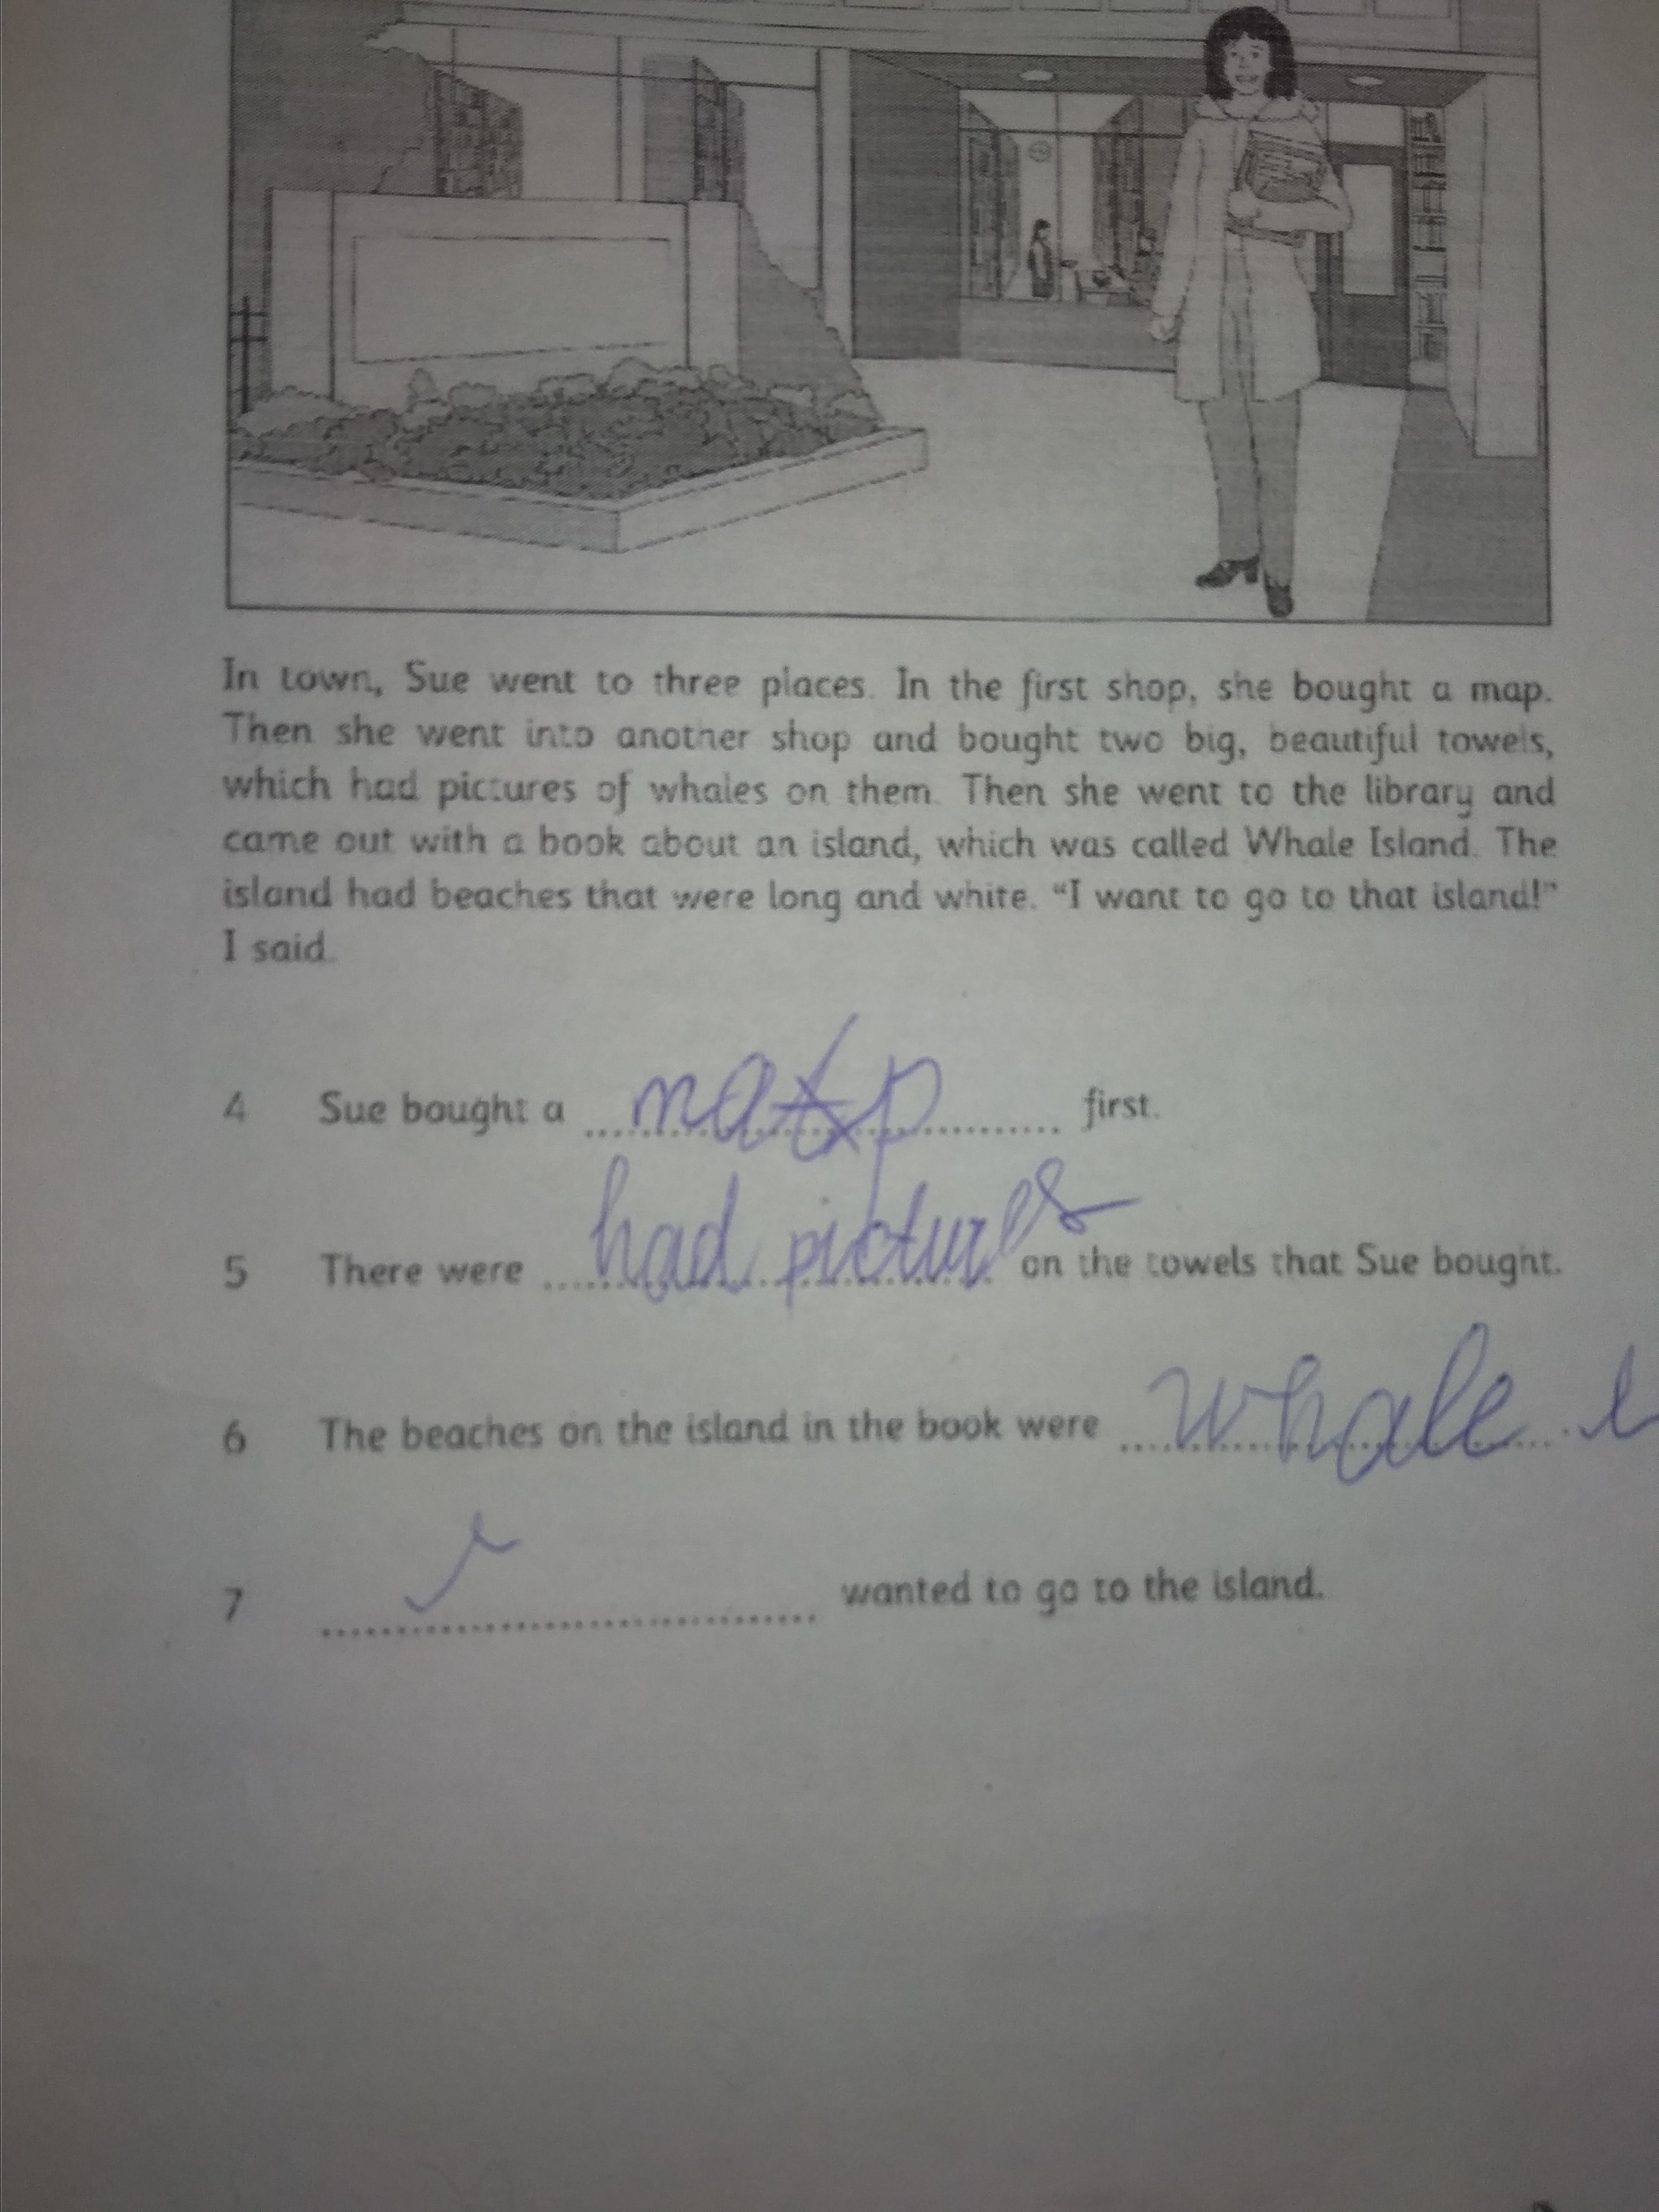 In town, Sue went to three places. In the first shop, she bought a map.
Then she went into another shop and bought two big, beautiful towels,
which had pictures of whales on them. Then she went to the library and
came out with a book about an island, which was called Whale Island. The
island had beaches that were long and white. “I want to go to that island!”
I said.
4 Sue bought a map first.
5 There were had pictures on the towels that Sue bought.
6 The beaches on the island in the book were whale
7 wanted to go to the island.